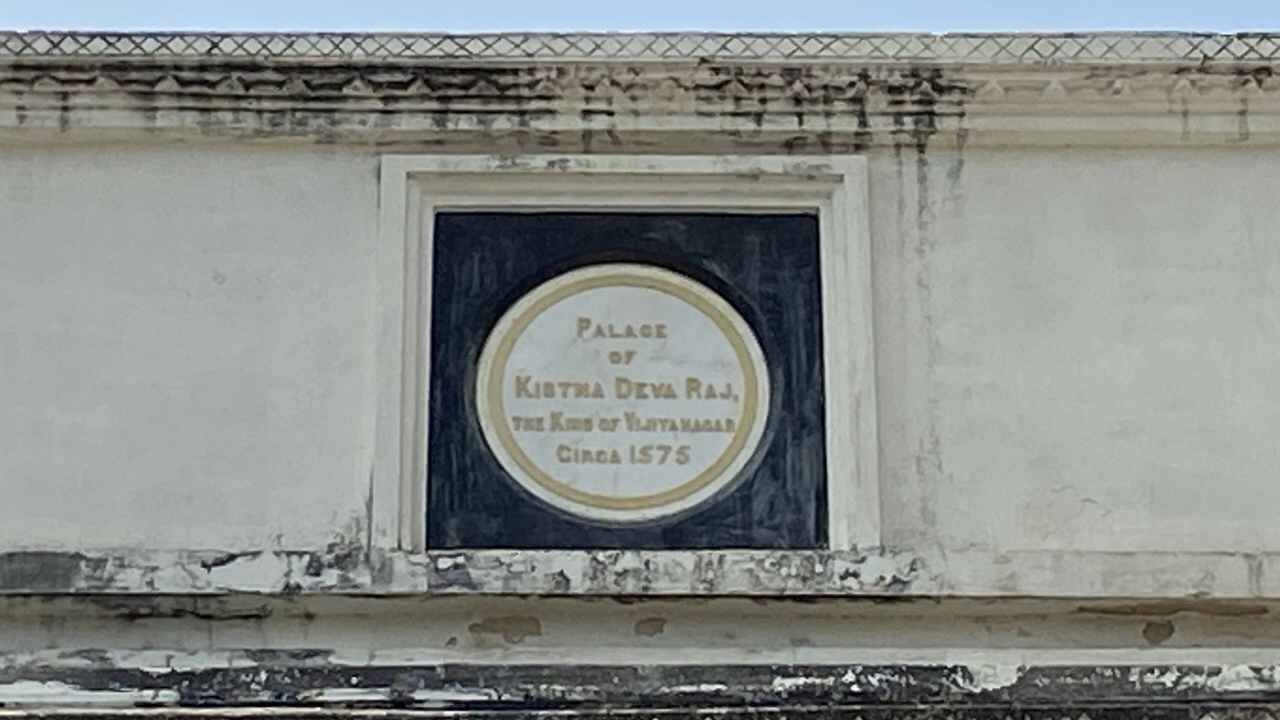 PALACE
OF
KISTNA DEVA RAJ,
THE KING OF VIJIYANAGAR
CIRCA 1575